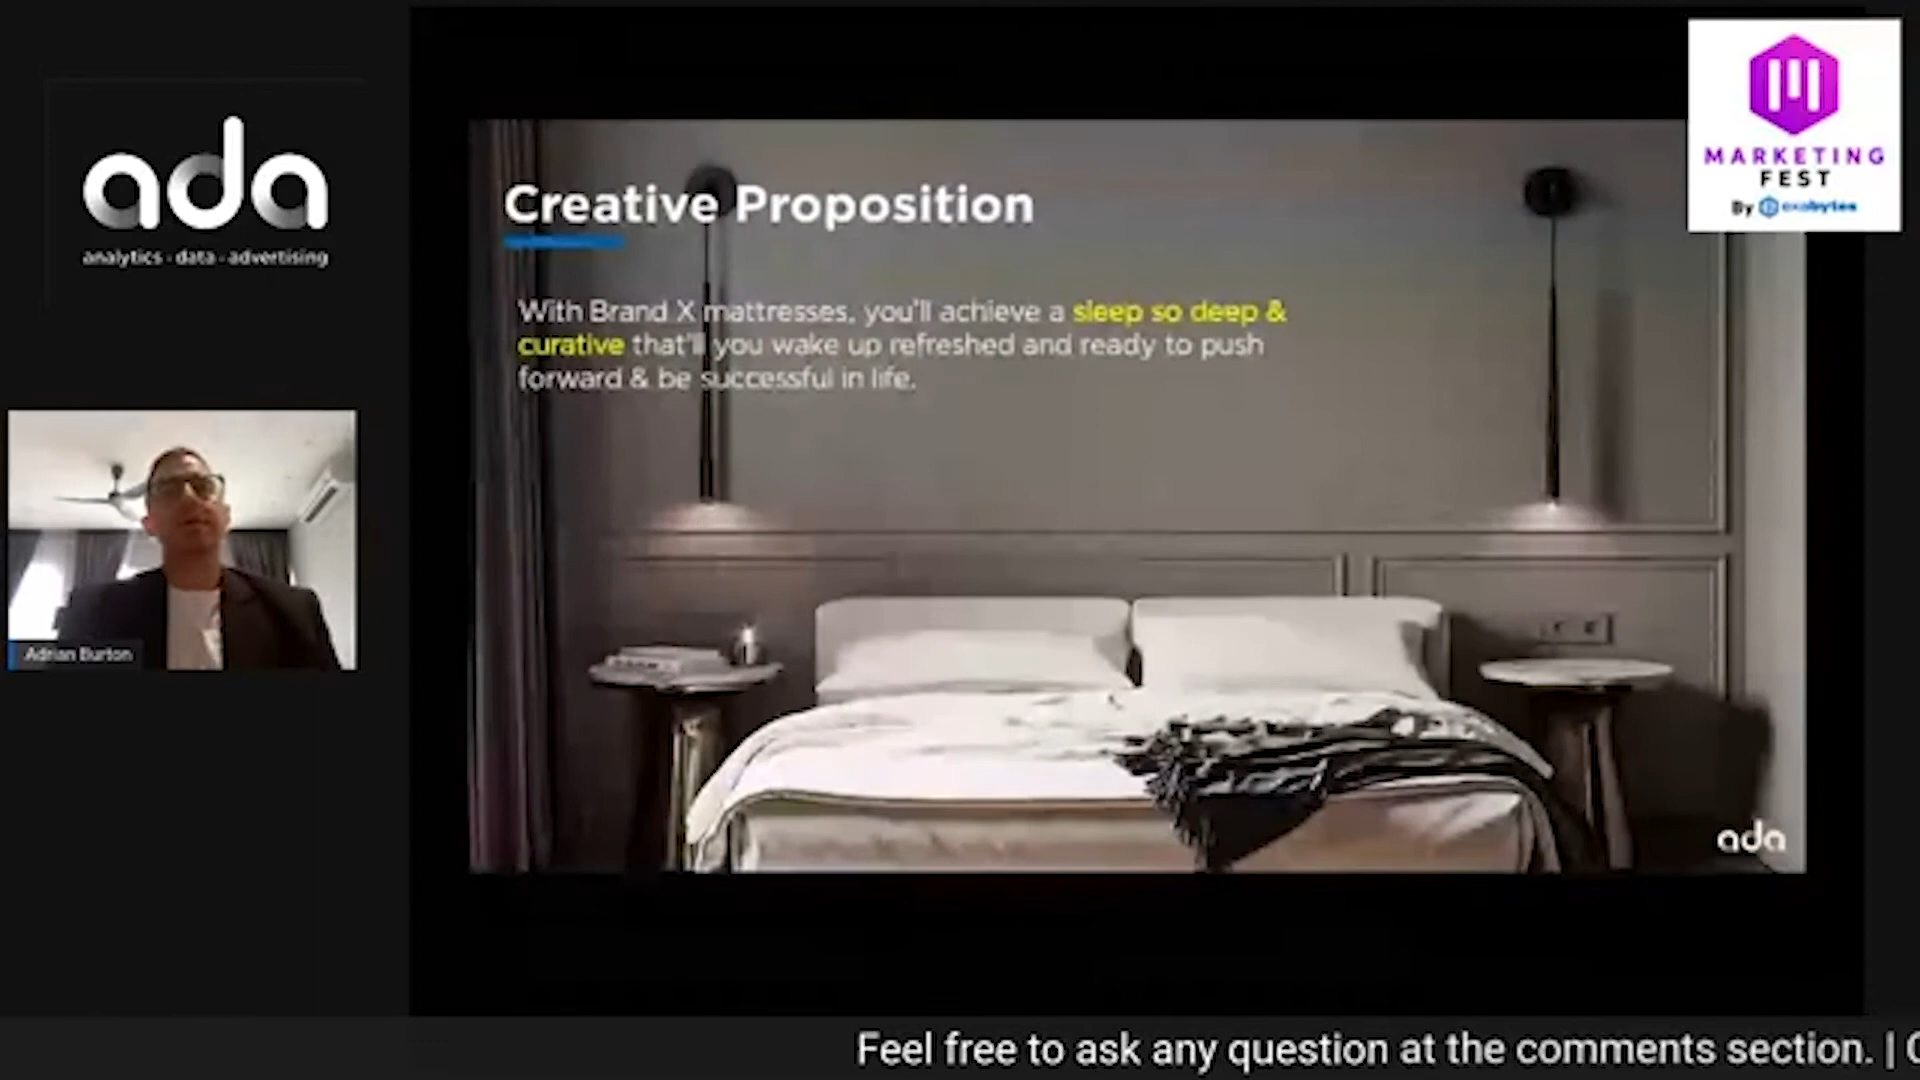 ada
analytics · data · advertising
MARKETING
FEST
By exabytes
Creative Proposition
With Brand X mattresses, you'll achieve a sleep so deep &
curative that'll you wake up refreshed and ready to push
forward & be successful in life.
Adrian Burton
ada
Feel free to ask any question at the comments section. |